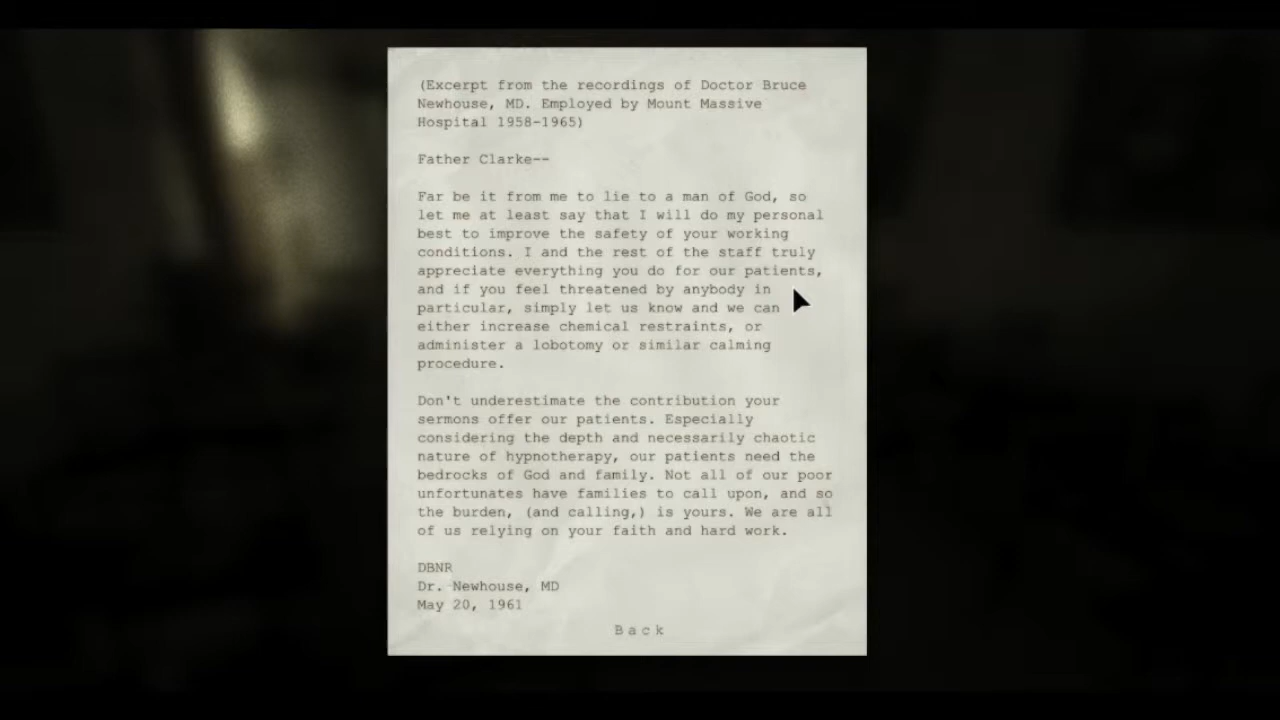 (Excerpt from the recordings of Doctor Bruce
Newhouse, MD. Employed by Mount Massive
Hospital 1958-1965)
Father Clarke--
Far be it from me to lie to a man of God, so
let me at least say that I will do my personal
best to improve the safety of your working
conditions. I and the rest of the staff truly
appreciate everything you do for our patients,
and if you feel threatened by anybody in
particular, simply let us know and we can
either increase chemical restraints, or
administer a lobotomy or similar calming
procedure.
Don't underestimate the contribution your
sermons offer our patients. Especially
considering the depth and necessarily chaotic
nature of hypnotherapy, our patients need the
bedrocks of God and family. Not all of our poor
unfortunates have families to call upon, and so
the burden, (and calling,) is yours. We are all
of us relying on your faith and hard work.
DBNR
Dr. Newhouse, MD
May 20, 1961
Back